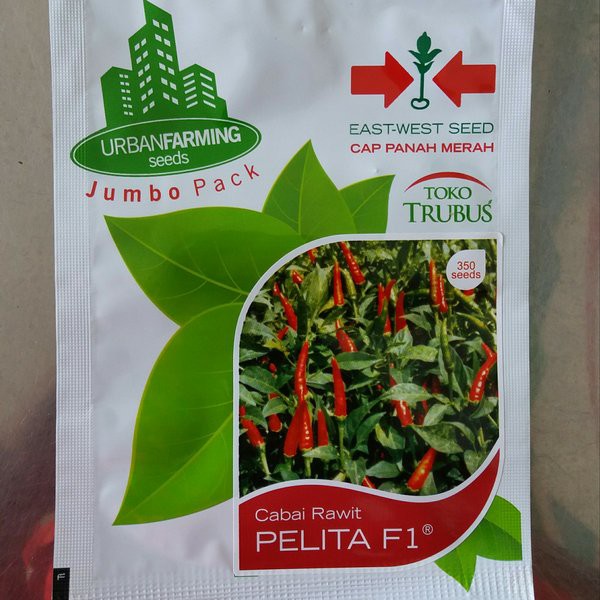 URBANFARMING
seeds
Jumbo Pack
EAST-WEST SEED
CAP PANAH MERAH
TOKO
TRUBUS
350
seeds
Cabai Rawit
PELITA F1®
F